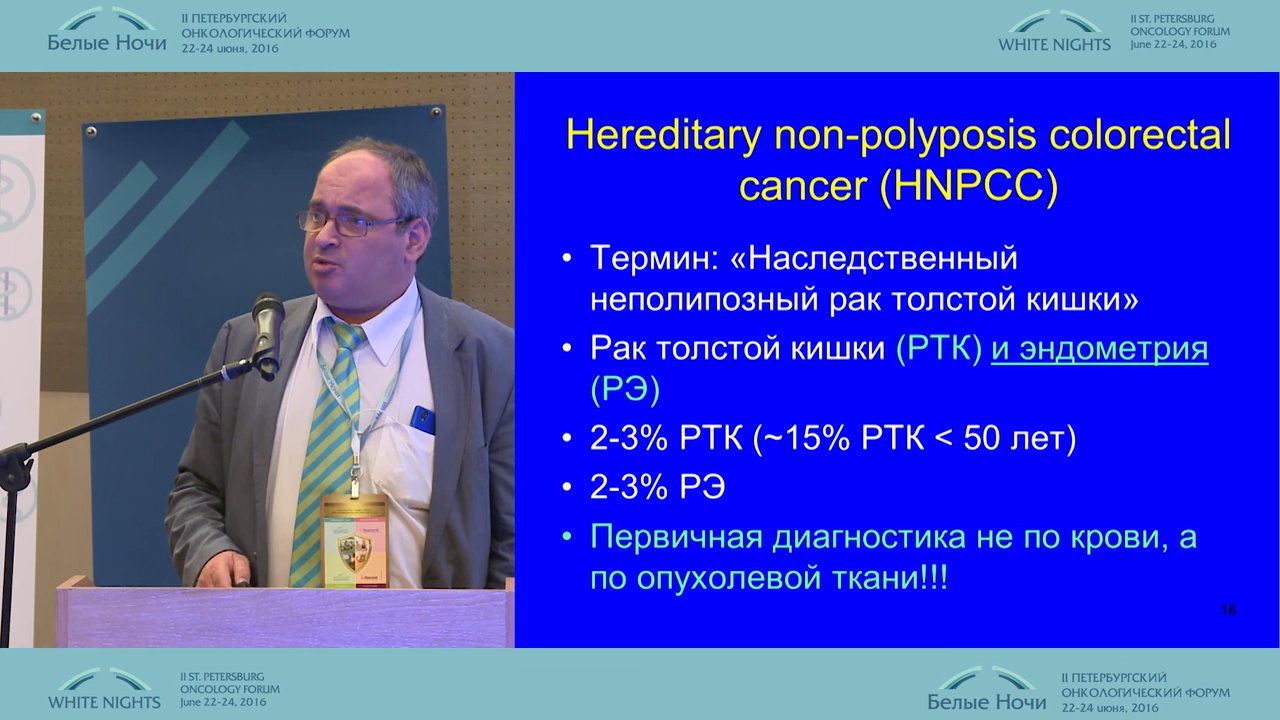 Белые Ночи
II ПЕТЕРБУРГСКИЙ
ОНКОЛОГИЧЕСКИЙ ФОРУМ
22-24 июня, 2016
WHITE NIGHTS
II ST. PETERSBURG
ONCOLOGY FORUM
June 22-24, 2016
Hereditary non-polyposis colorectal
cancer (HNPCC)
• Термин: «Наследственный
неполипозный рак толстой кишки»
• Рак толстой кишки (РТК) и эндометрия
(РЭ)
• 2-3% РТК (~15% РТК < 50 лет)
• 2-3% РЭ
• Первичная диагностика не по крови, а
по опухолевой ткани!!!
16
WHITE NIGHTS
II ST. PETERSBURG
ONCOLOGY FORUM
June 22-24, 2016
Белые Ночи
II ПЕТЕРБУРГСКИЙ
ОНКОЛОГИЧЕСКИЙ ФОРУМ
22-24 июня, 2016